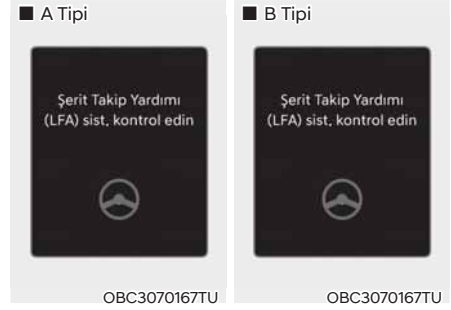 ■ A Tipi
Şerit Takip Yardımı
(LFA) sist. kontrol edin
OBC3070167TU
■ B Tipi
Şerit Takip Yardımı
(LFA) sist. kontrol edin
OBC3070167TU